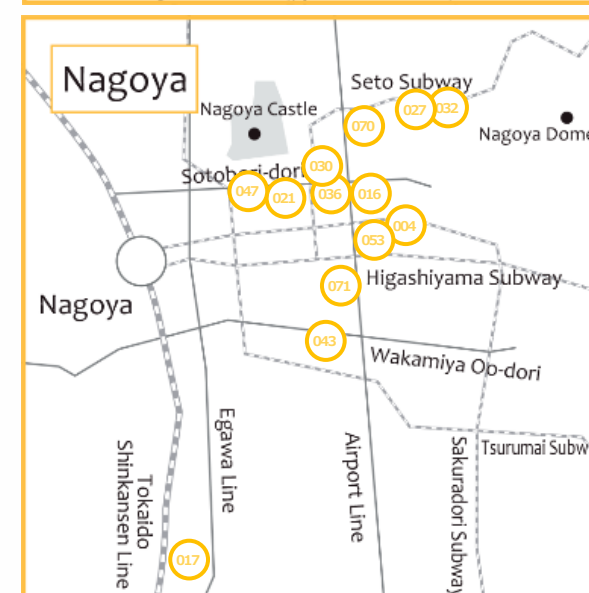 Nagoya
Seto Subway
Nagoya Castle
Nagoya Dome
027
032
070
030
Sotobori-dori
047
021
036
016
004
053
071
Higashiyama Subway
Nagoya
043
Wakamiya Oo-dori
Egawa Line
Airport Line
Sakuradori Subway
Tsurumai Subw
Tokaido
Shinkansen Line
017